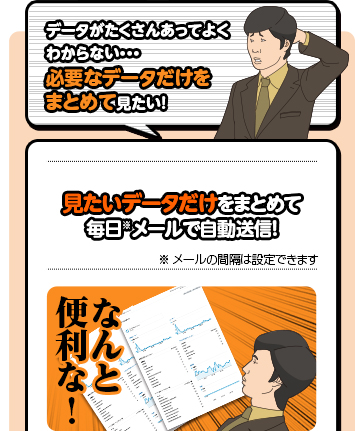 データがたくさんあってよく
わからない･･･
必要なデータだけを
まとめて見たい!
見たいデータだけをまとめて
毎日※メールで自動送信!
※ メールの間隔は設定できます
なんと
便利な!